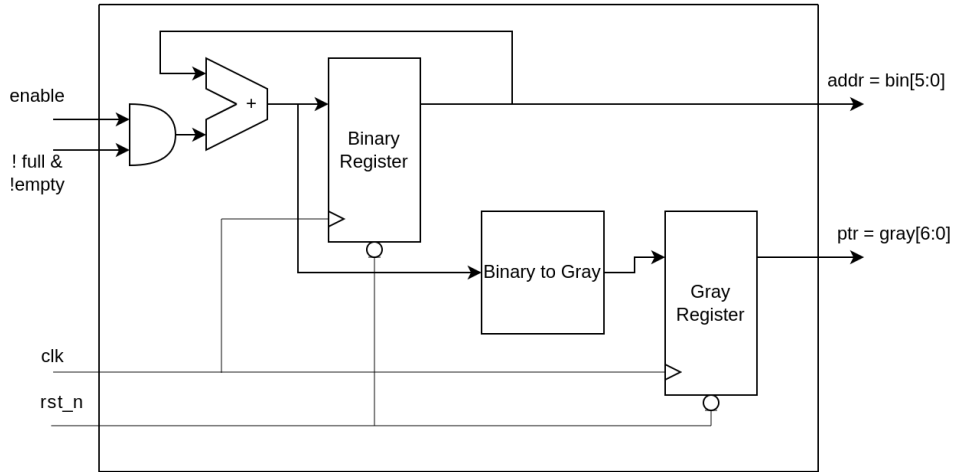 addr = bin[5:0]
enable
+
Binary
Register
! full &
!empty
ptr = gray[6:0]
Binary to Gray
Gray
Register
clk
rst_n